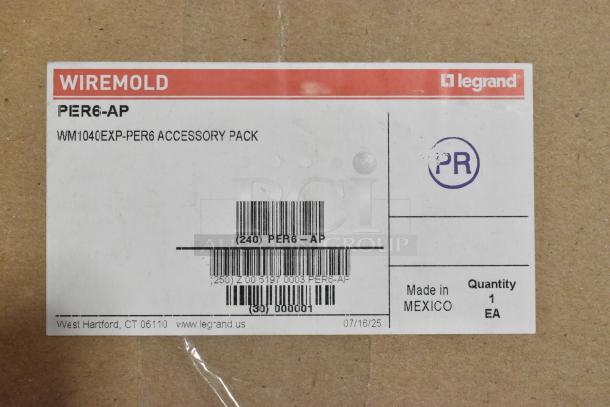 WIREMOLD
legrand
PER6-AP
WM1040EXP-PER6 ACCESSORY PACK
PR
(240) PER6-AP
(250) Z 00 5197 0003 PER6-AP
(30) 000001
Made in
MEXICO
Quantity
1
EA
West Hartford, CT 06110 www.legrand.us
07/16/25